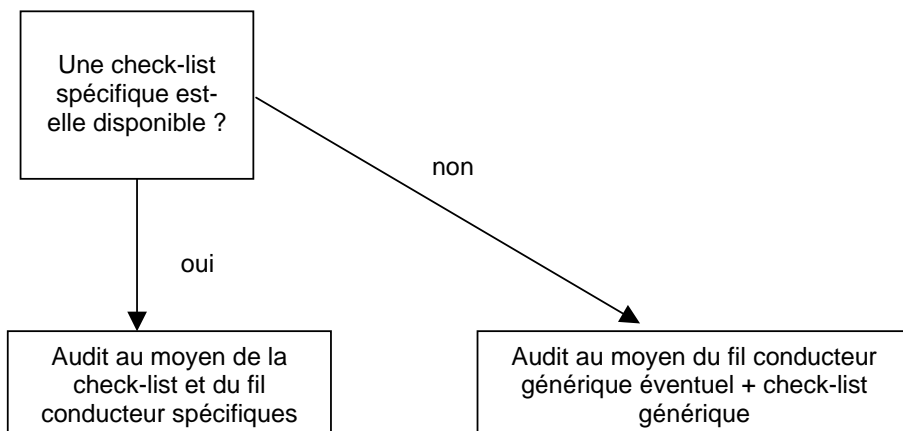 Une check-list
spécifique est-
elle disponible ?
non
oui
Audit au moyen de la
check-list et du fil
conducteur spécifiques
Audit au moyen du fil conducteur
générique éventuel + check-list
générique